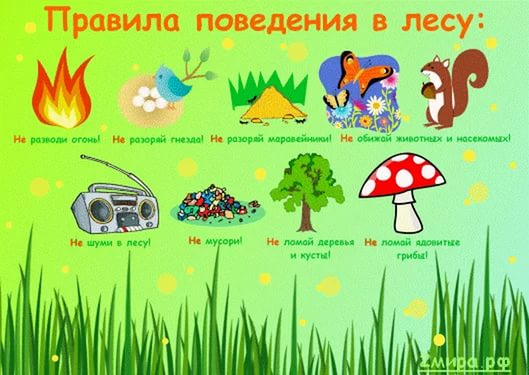 Правила поведения в лесу:
Не разводи огонь! Не разоряй гнезда! Не разоряй маравейники! Не обижай животных и насекомых!
Не шуми в лесу! Не мусори! Не ломай деревья
и кусты! Не ломай ядовитые
грибы!
2мира.рф